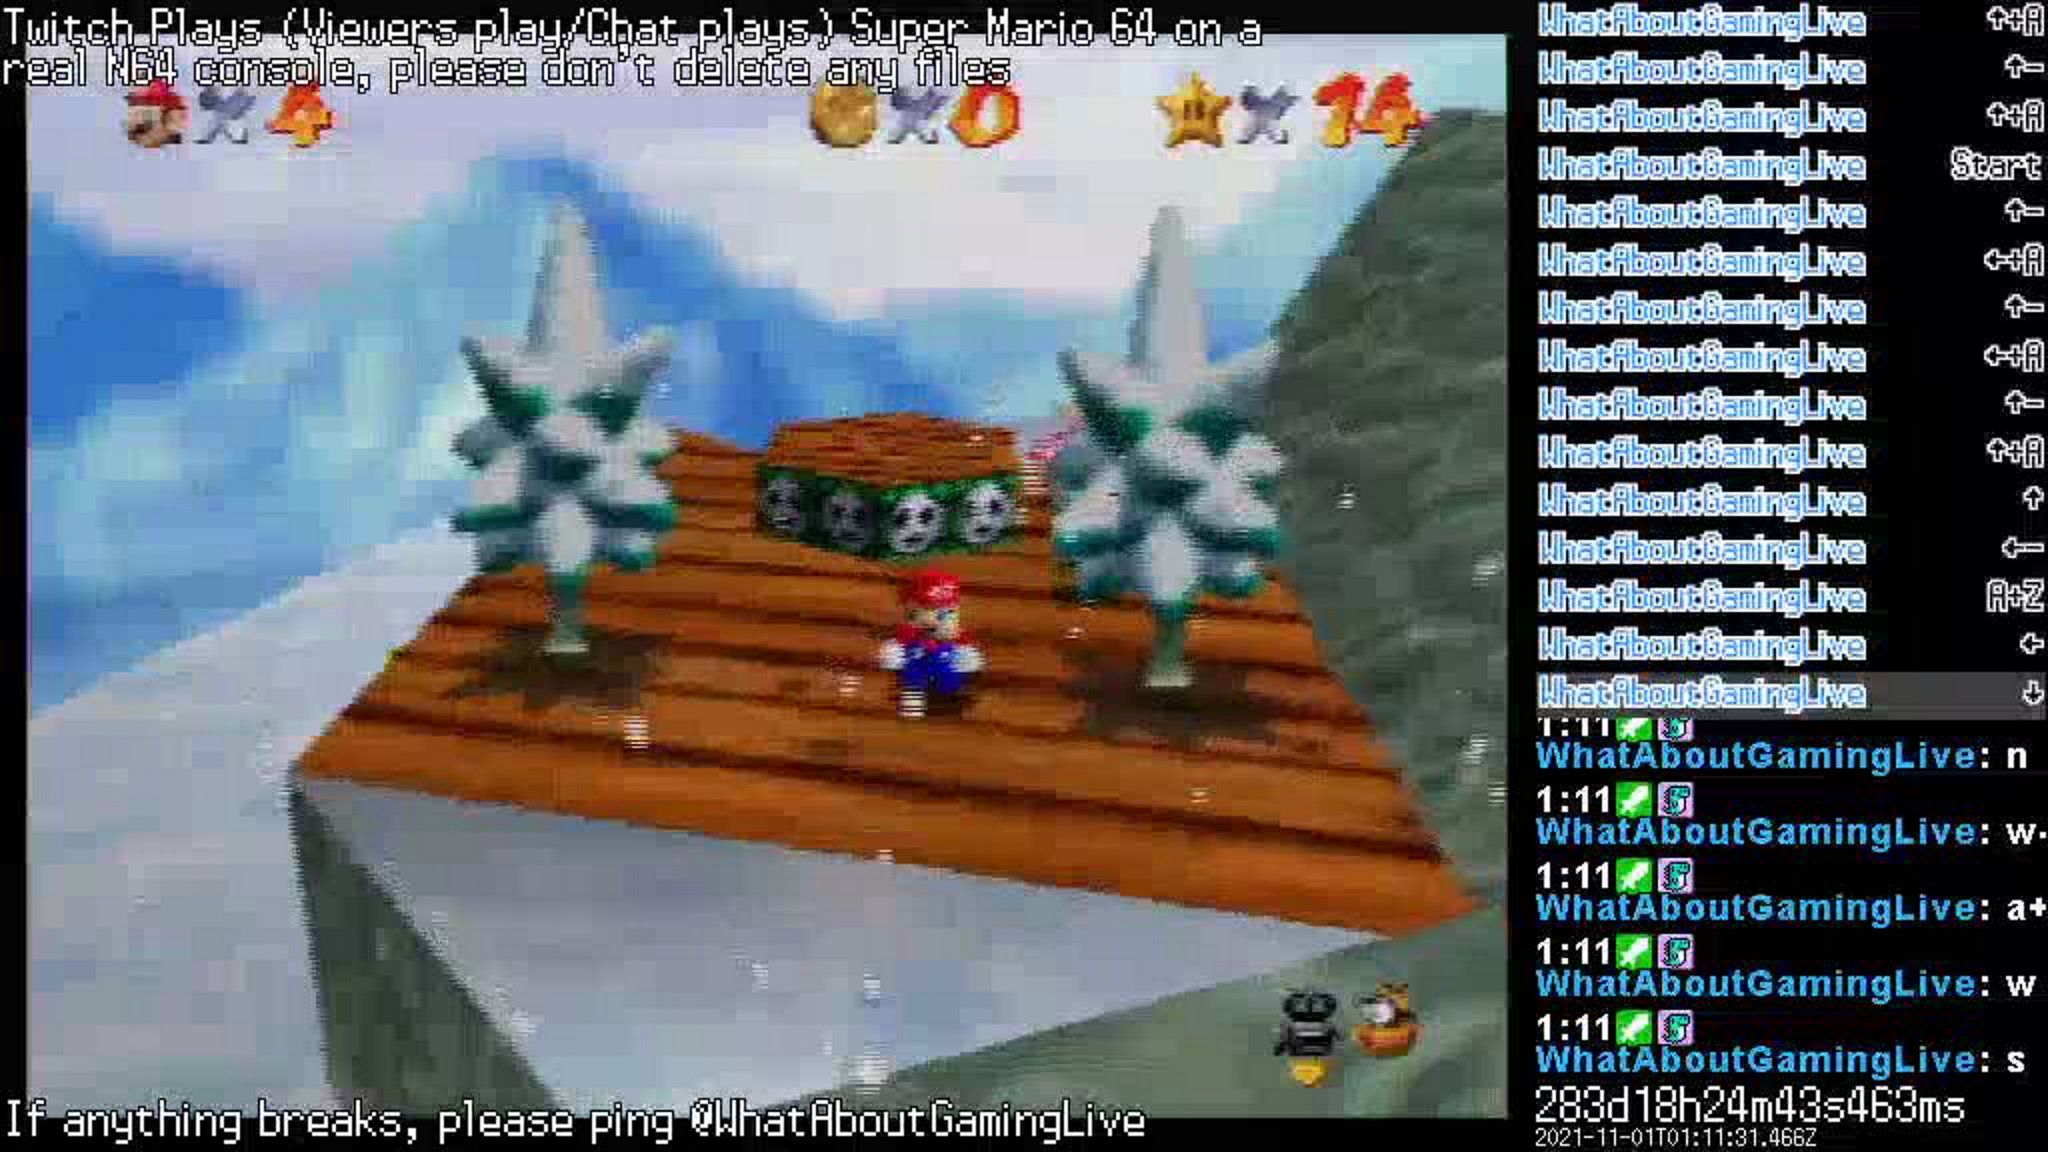 Twitch Plays (Viewers play/Chat plays) Super Mario 64 on a
real N64 console, please don't delete any files
4
0
14
WhatAboutGamingLive ↑+A
WhatAboutGamingLive ↑-
WhatAboutGamingLive ↑+A
WhatAboutGamingLive Start
WhatAboutGamingLive ↑-
WhatAboutGamingLive ←+A
WhatAboutGamingLive ↑-
WhatAboutGamingLive ←+A
WhatAboutGamingLive ↑-
WhatAboutGamingLive ↑+A
WhatAboutGamingLive ↑
WhatAboutGamingLive ←-
WhatAboutGamingLive A+Z
WhatAboutGamingLive ←
WhatAboutGamingLive ↓
1:11
WhatAboutGamingLive: n
1:11
WhatAboutGamingLive: w-
1:11
WhatAboutGamingLive: a+
1:11
WhatAboutGamingLive: w
1:11
WhatAboutGamingLive: s
283d18h24m43s463ms
2021-11-01T01:11:31.466Z
If anything breaks, please ping @WhatAboutGamingLive